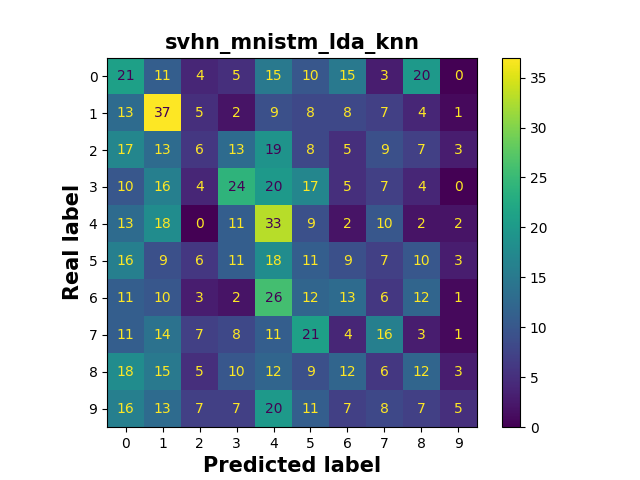 svhn_mnistm_lda_knn
0 21 11 4 5 15 10 15 3 20 0
1 13 37 5 2 9 8 8 7 4 1
2 17 13 6 13 19 8 5 9 7 3
3 10 16 4 24 20 17 5 7 4 0
4 13 18 0 11 33 9 2 10 2 2
5 16 9 6 11 18 11 9 7 10 3
6 11 10 3 2 26 12 13 6 12 1
7 11 14 7 8 11 21 4 16 3 1
8 18 15 5 10 12 9 12 6 12 3
9 16 13 7 7 20 11 7 8 7 5
0 1 2 3 4 5 6 7 8 9
Predicted label
Real label
35
30
25
20
15
10
5
0